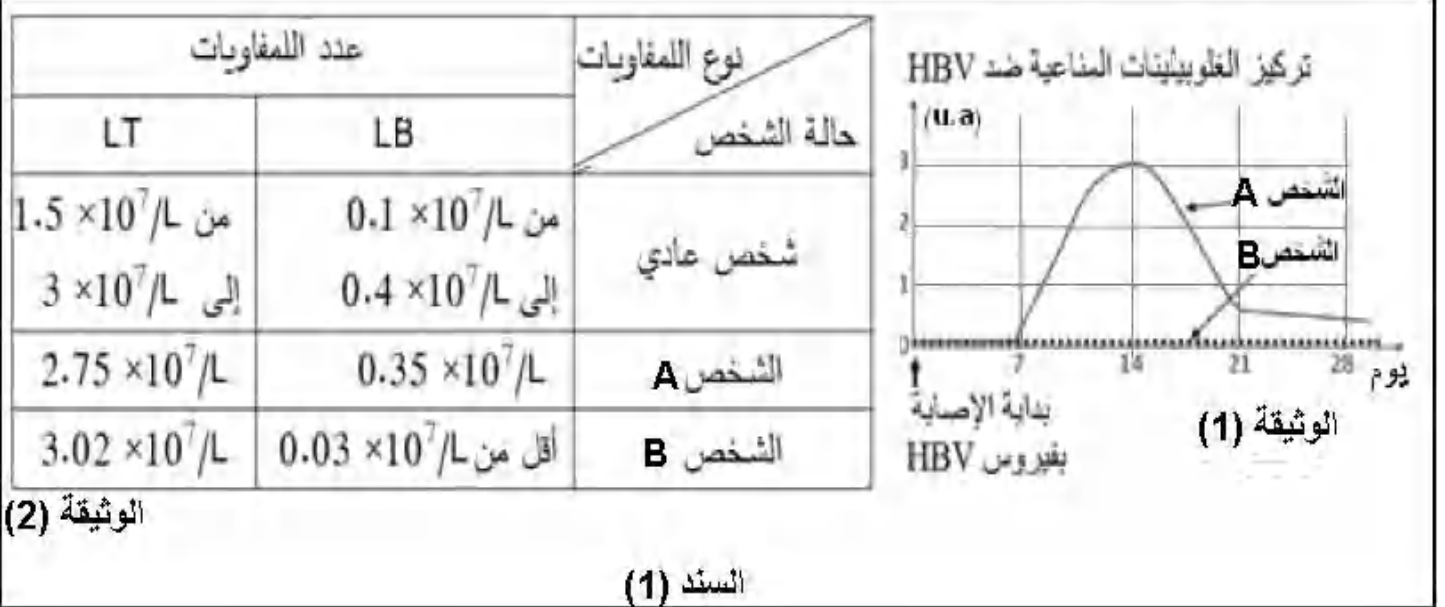 تركيز الغلوبيلينات المناعية ضد HBV
(u.a)
3
2
1
0
7
14
21
28
يوم
الشخص A
الشخص B
بداية الإصابة
بفيروس HBV
الوثيقة (1)
نوع اللمفاويات
حالة الشخص
عدد اللمفاويات
LB
LT
شخص عادي
من 0.1 ×10⁷/L
إلى 0.4 ×10⁷/L
من 1.5 ×10⁷/L
إلى 3 ×10⁷/L
الشخص A
0.35 ×10⁷/L
2.75 ×10⁷/L
الشخص B
أقل من 0.03 ×10⁷/L
3.02 ×10⁷/L
الوثيقة (2)
السند (1)